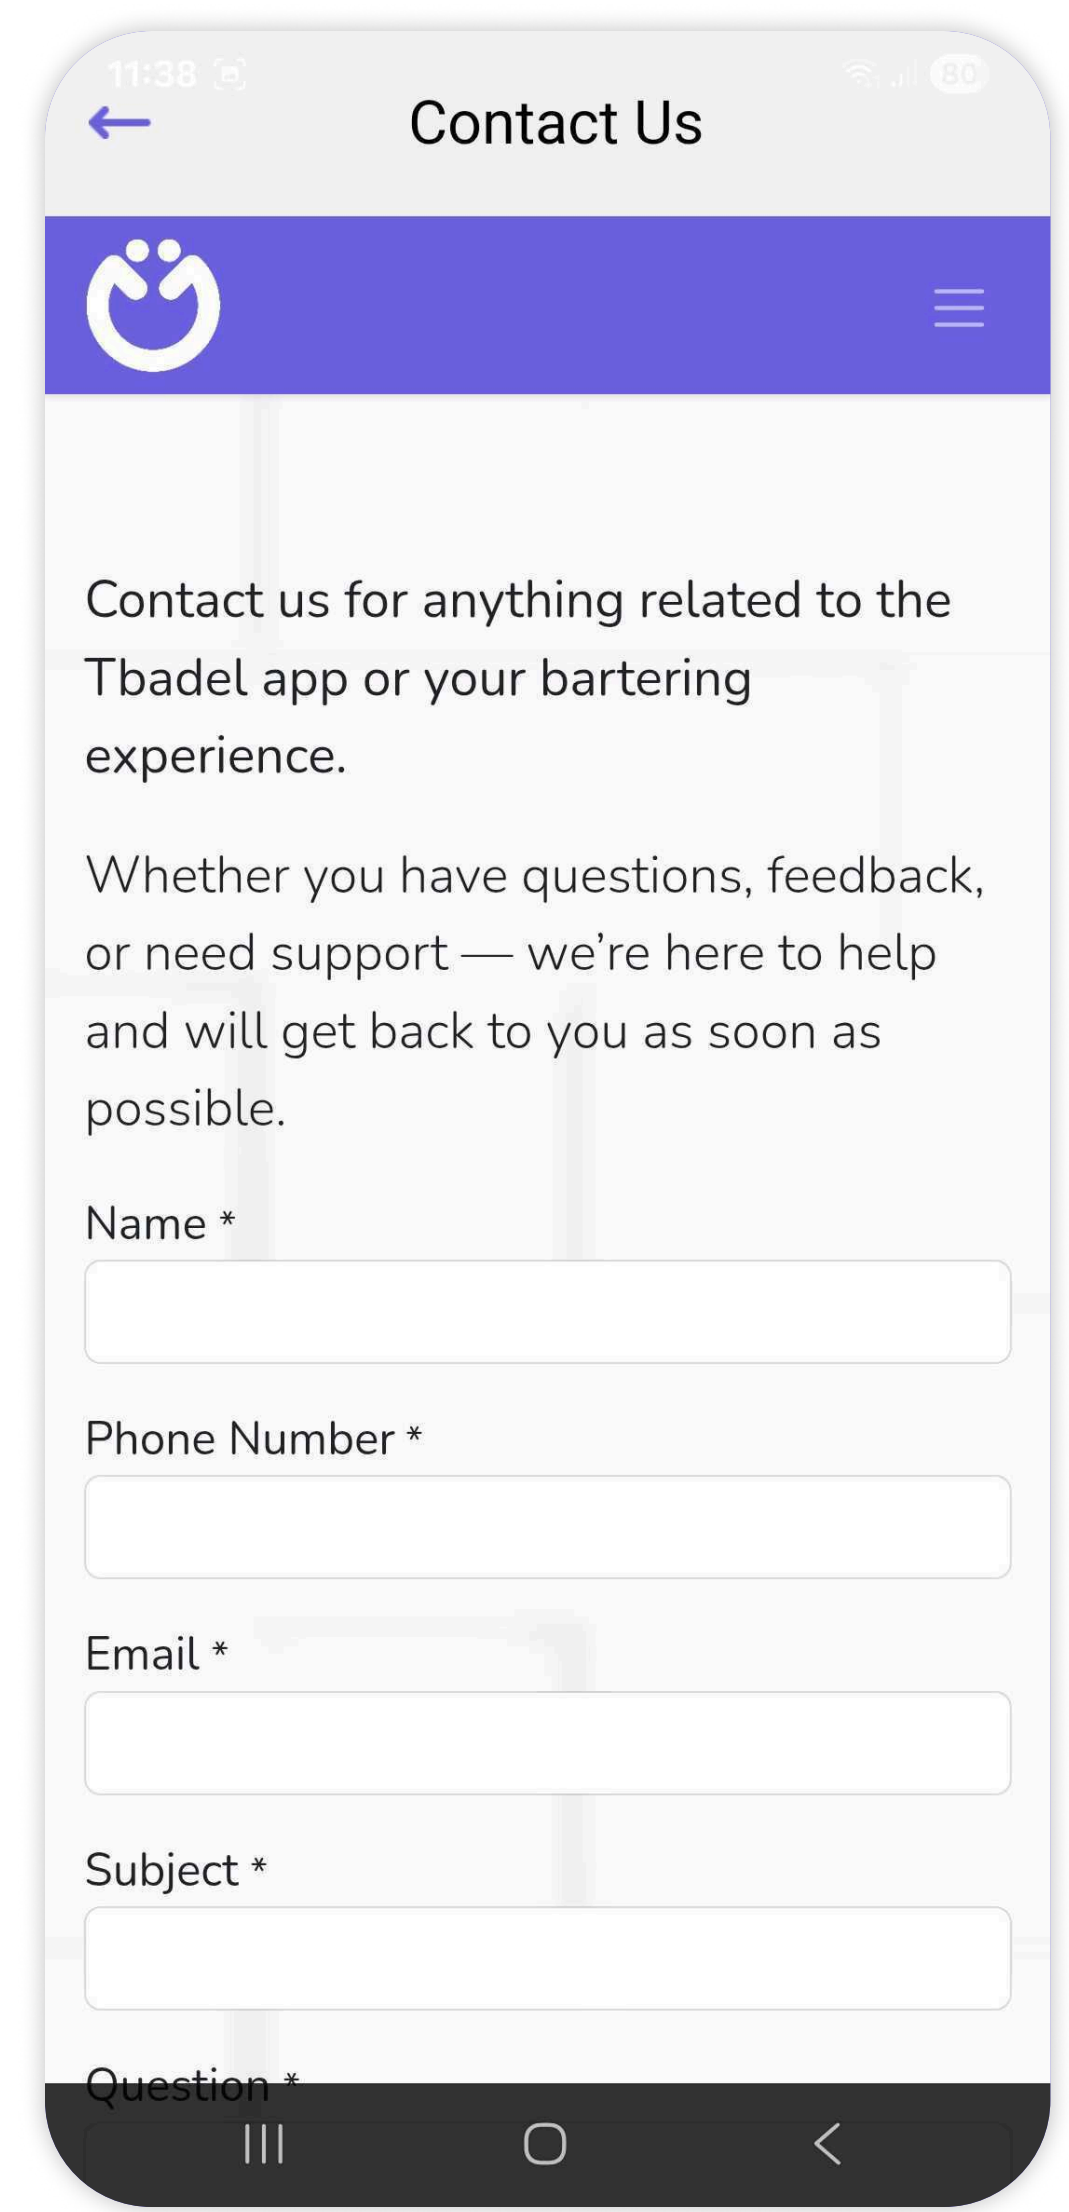 11:38
80
Contact Us
Contact us for anything related to the
Tbadel app or your bartering
experience.
Whether you have questions, feedback,
or need support — we’re here to help
and will get back to you as soon as
possible.
Name *
Phone Number *
Email *
Subject *
Question *